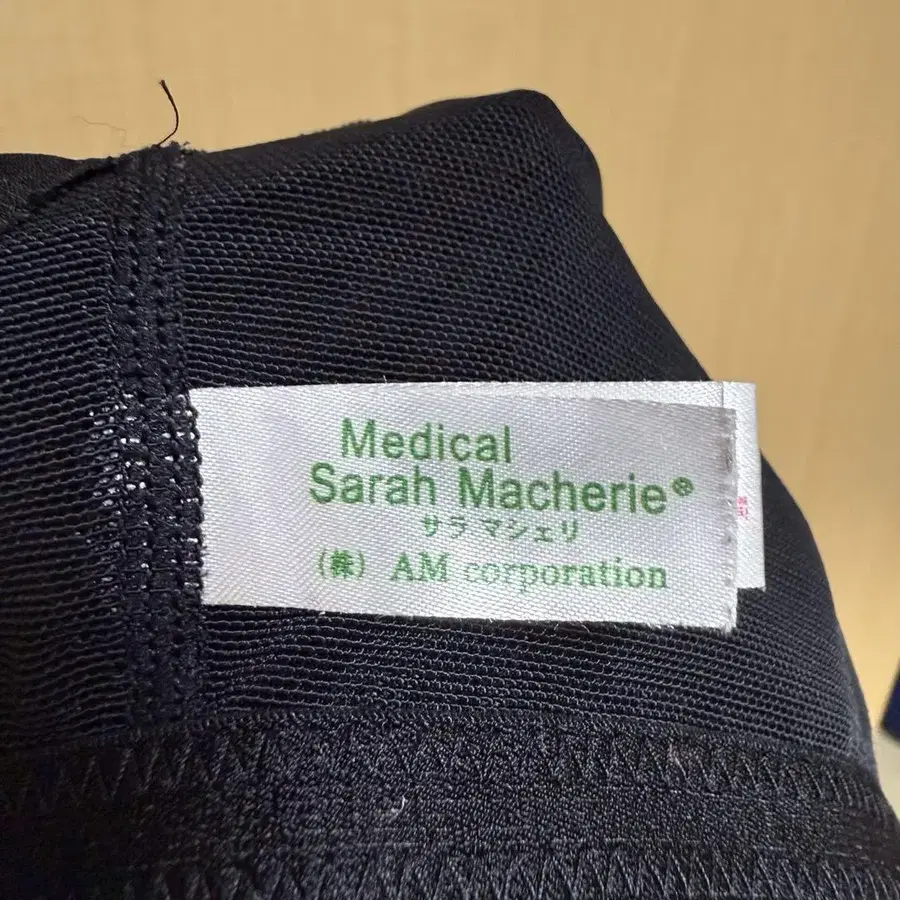 Medical
Sarah Macherie®
サラ マシェリ
(株) AM corporation